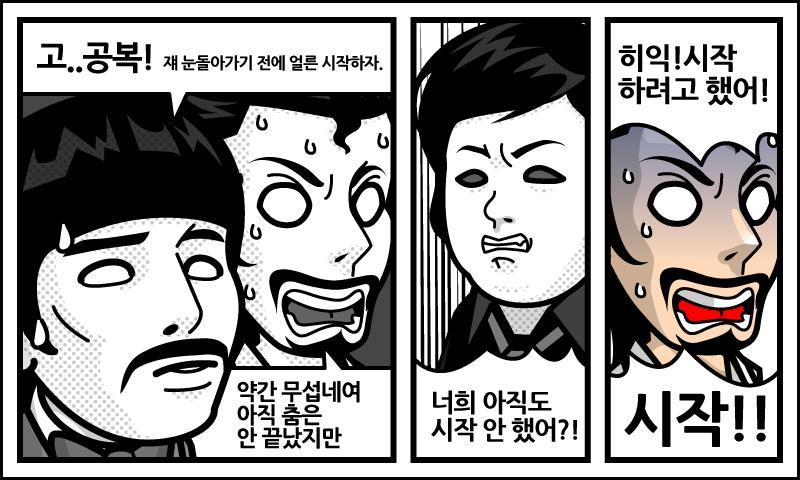 고..공복! 쟤 눈돌아가기 전에 얼른 시작하자.
약간 무섭네여
아직 춤은
안 끝났지만
너희 아직도
시작 안 했어?!
히익!시작
하려고 했어!
시작!!